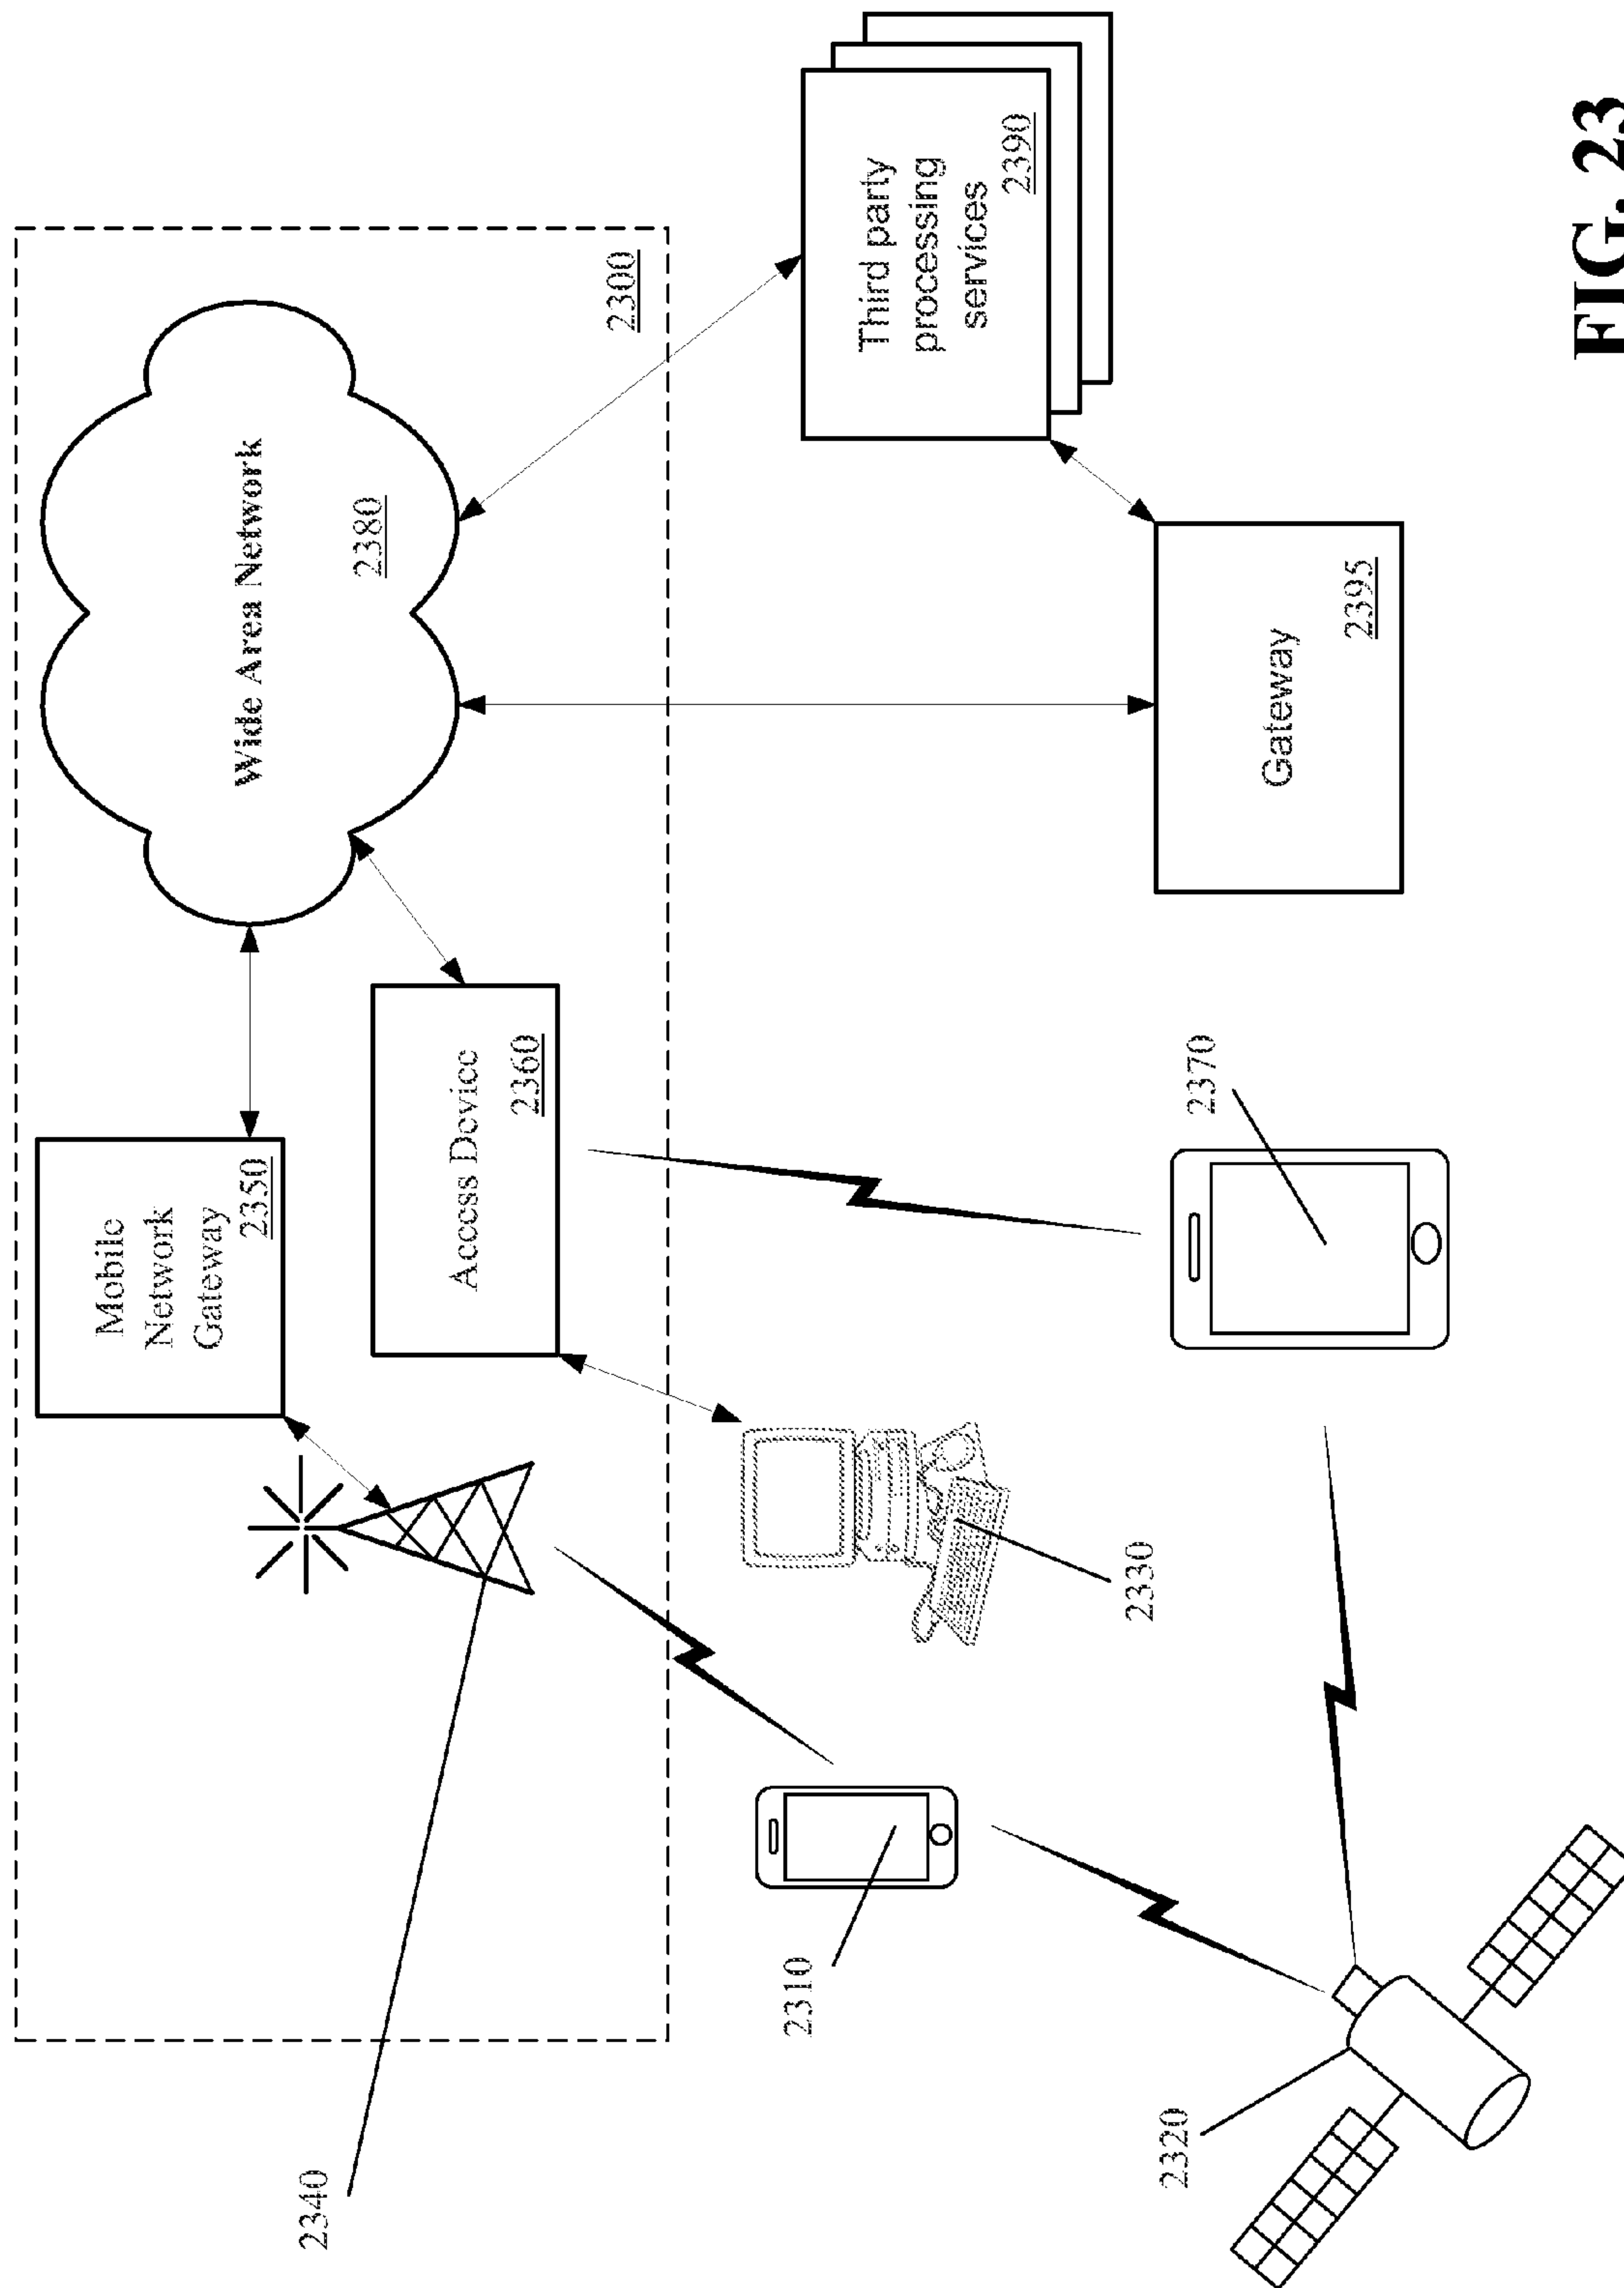 2340
Mobile
Network
Gateway
2350
Wide Area Network
2380
Access Device
2360
2300
2310
2330
Third party
processing
services
2390
2320
2370
Gateway
2395
FIG. 23